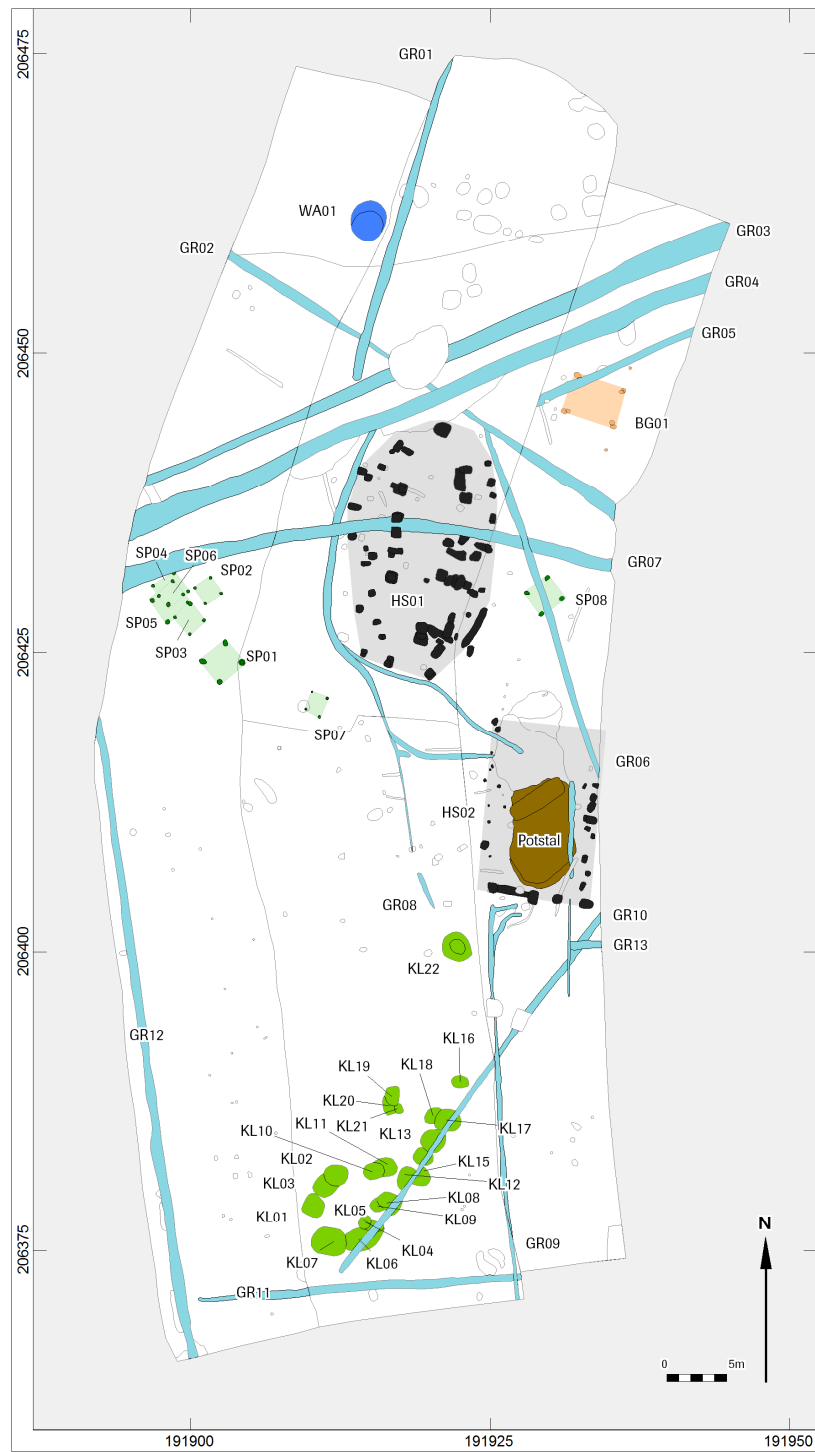 206475
GR01
WA01
GR02
GR03
GR04
206450
GR05
BG01
SP04
SP06
SP02
GR07
HS01
SP08
SP05
SP03
SP01
206425
SP07
GR06
HS02
Potstal
GR08
GR10
GR13
206400
KL22
GR12
KL16
KL19
KL18
KL20
KL21
KL11
KL10
KL13
KL17
KL02
KL15
KL03
KL12
KL08
KL05
KL09
KL01
KL04
206375
KL07
KL06
GR09
N
GR11
0
5m
191900
191925
191950